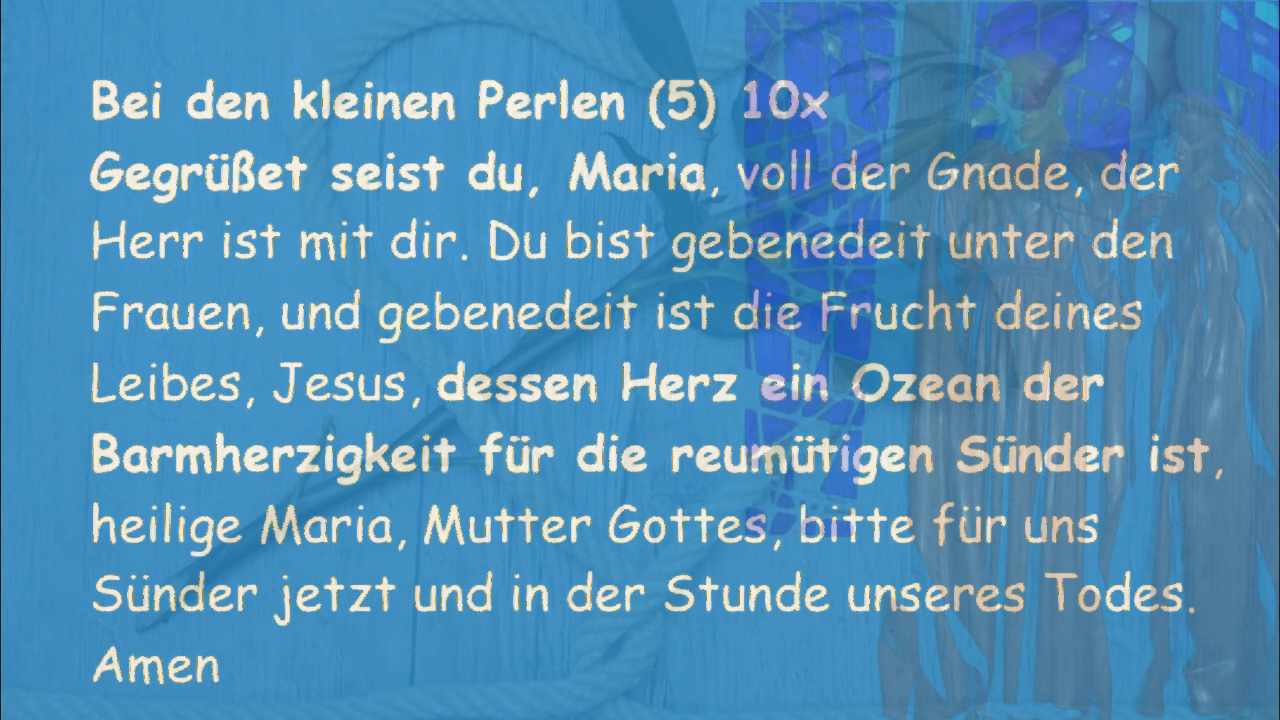 Bei den kleinen Perlen (5) 10x
Gegrüßet seist du, Maria, voll der Gnade, der
Herr ist mit dir. Du bist gebenedeit unter den
Frauen, und gebenedeit ist die Frucht deines
Leibes, Jesus, dessen Herz ein Ozean der
Barmherzigkeit für die reumütigen Sünder ist,
heilige Maria, Mutter Gottes, bitte für uns
Sünder jetzt und in der Stunde unseres Todes.
Amen